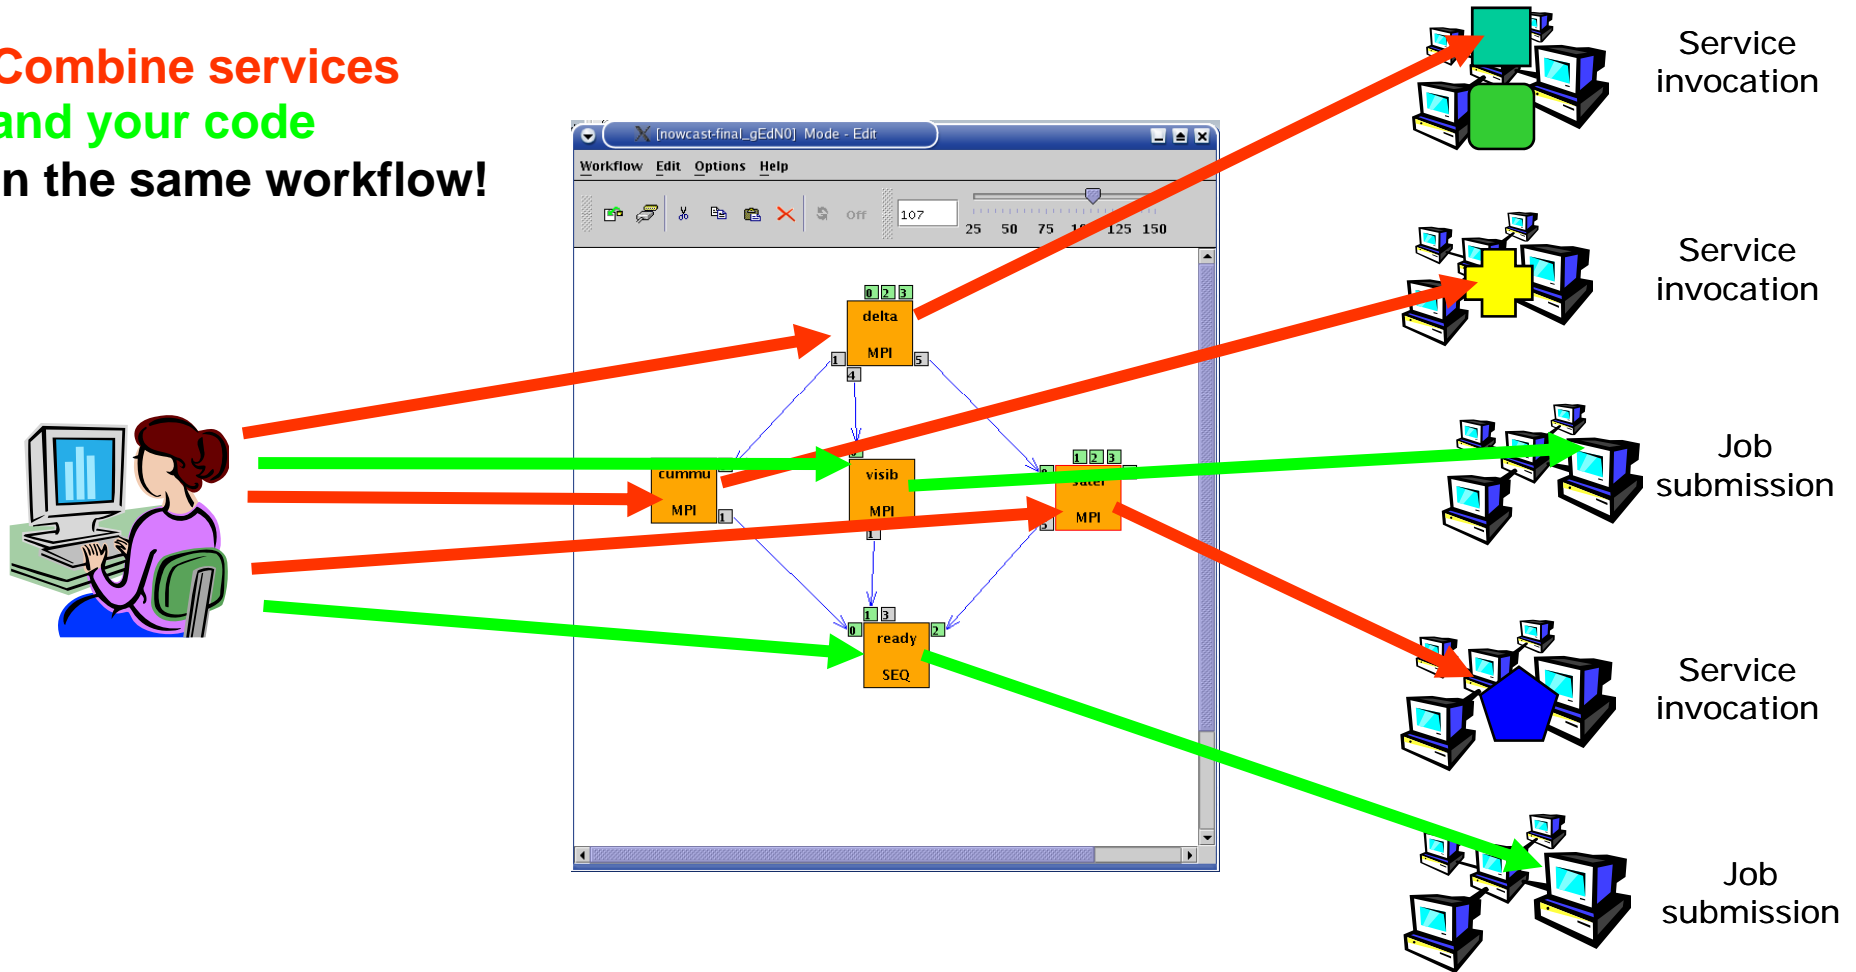 Combine services
and your code
n the same workflow!
[nowcast-final_gEdN0] Mode - Edit
Workflow Edit Options Help
Off
107
25 50 75 125 150
0 2 3
delta
MPI
1 5
4
cummu
MPI
1
visib
MPI
1
1 2 3
MPI
1 3
0 2
ready
SEQ
Service
invocation
Service
invocation
Job
submission
Service
invocation
Job
submission